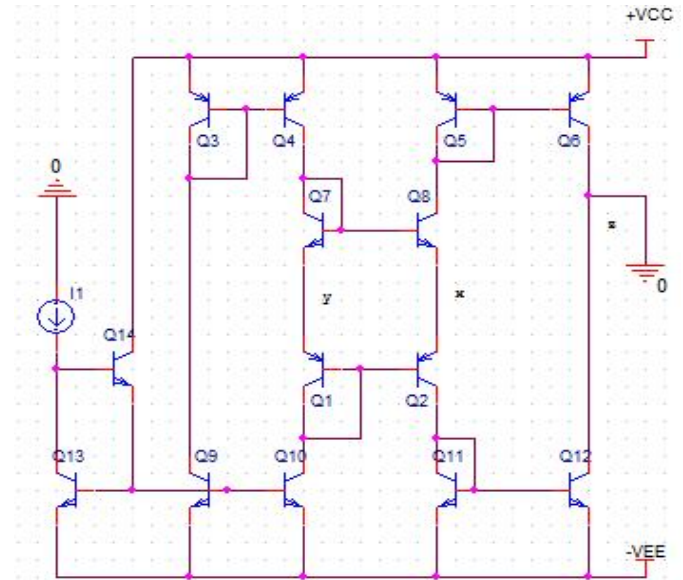 +VCC
Q3 Q4 Q5 Q6
0
Q7 Q8
z
0
I1
y x
Q14
Q1 Q2
Q13 Q9 Q10 Q11 Q12
-VEE